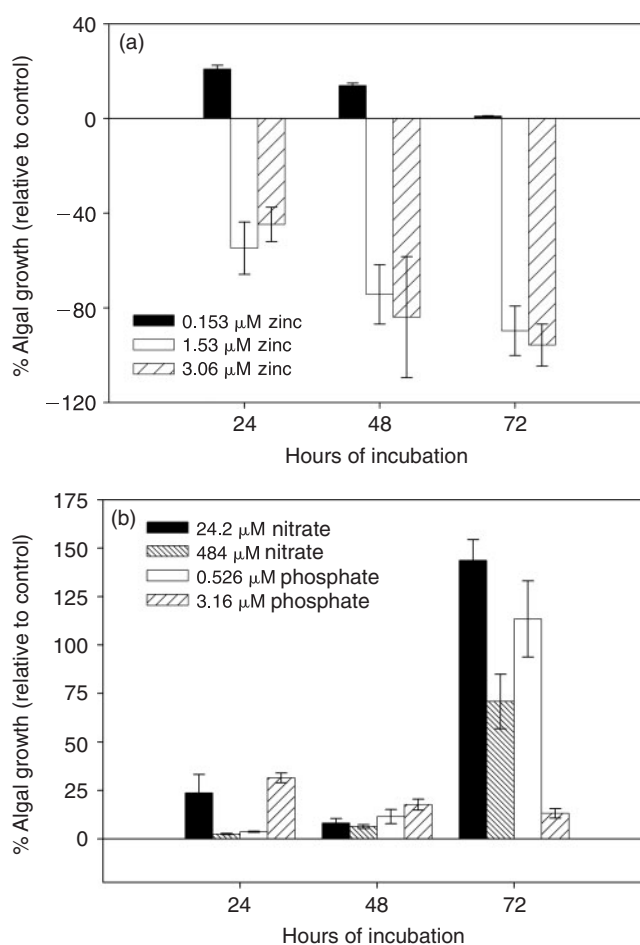 (a)
40
0
−40
−80
−120
% Algal growth (relative to control)
0.153 µM zinc
1.53 µM zinc
3.06 µM zinc
24 48 72
Hours of incubation
(b)
175
150
125
100
75
50
25
0
% Algal growth (relative to control)
24.2 µM nitrate
484 µM nitrate
0.526 µM phosphate
3.16 µM phosphate
24 48 72
Hours of incubation